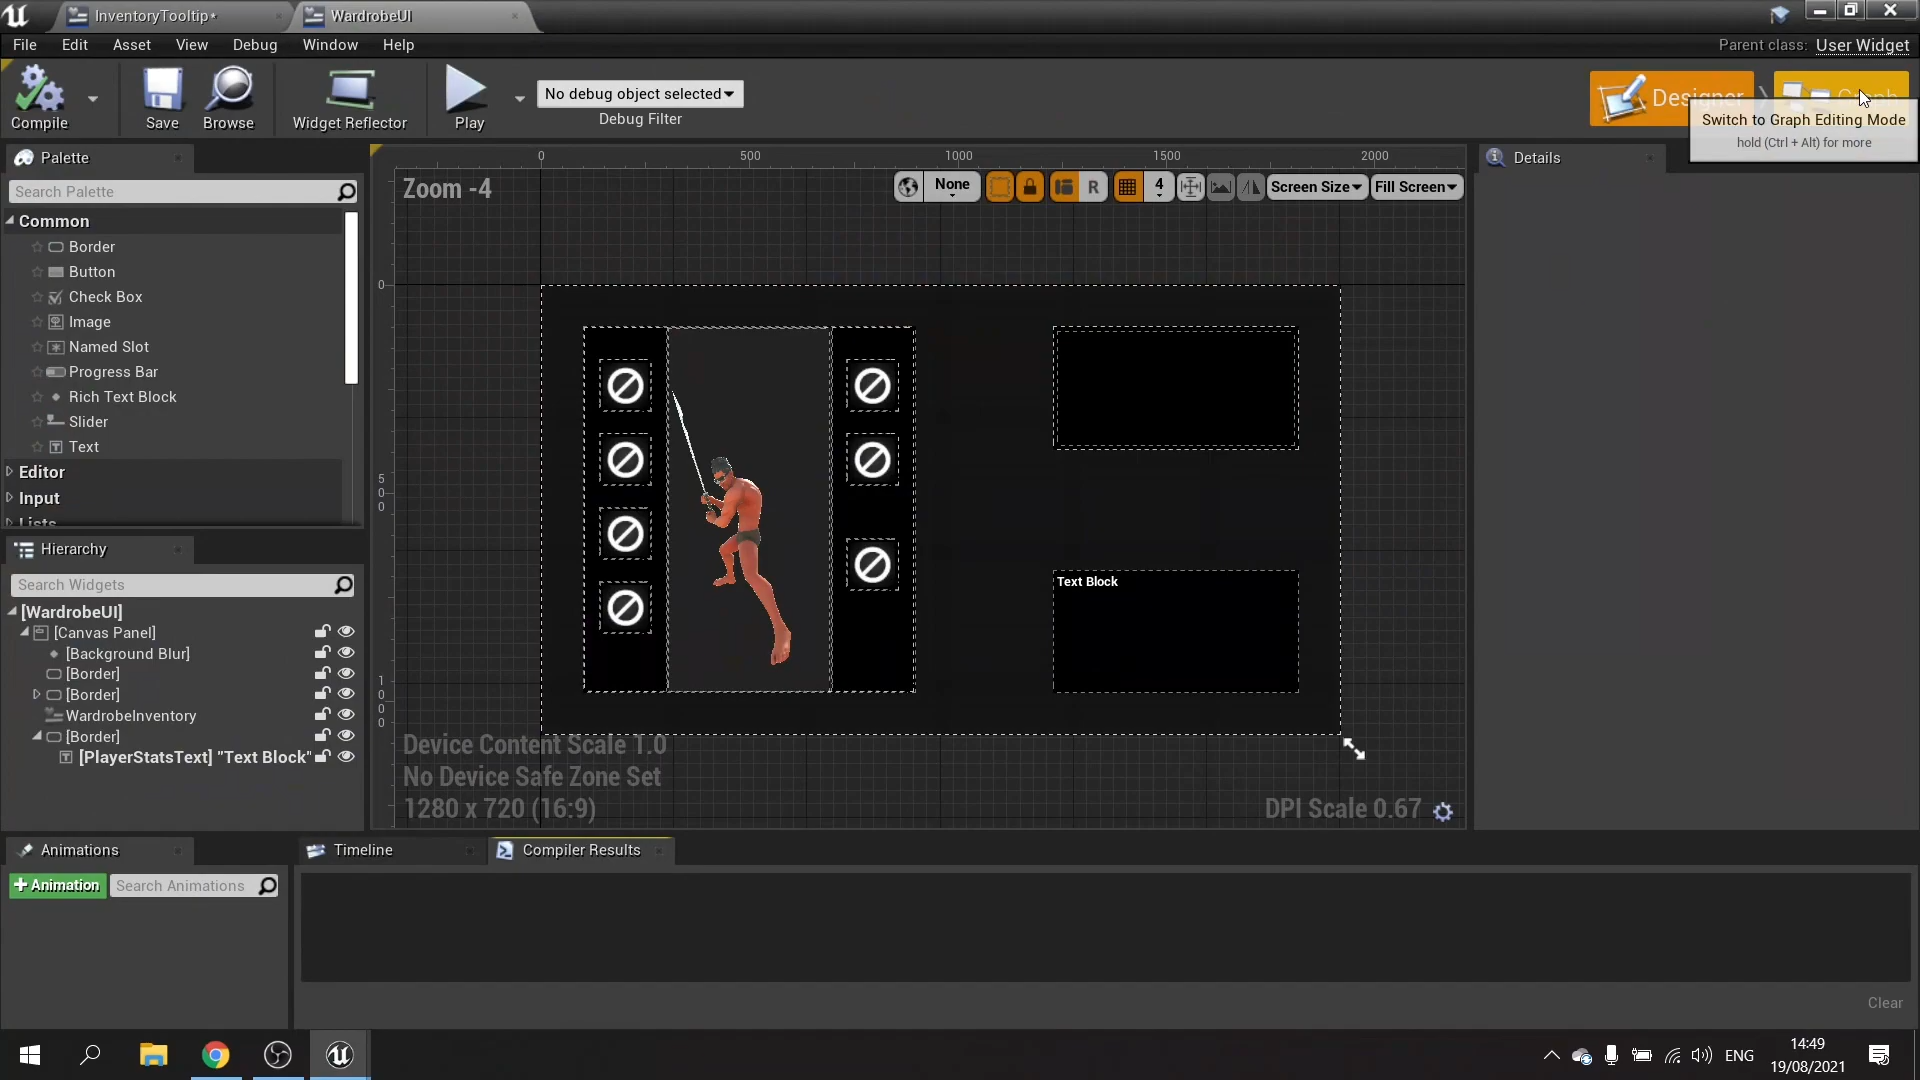 InventoryTooltip*
WardrobeUI
File Edit Asset View Debug Window Help
Parent class: User Widget
Compile
Save
Browse
Widget Reflector
Play
No debug object selected
Debug Filter
Designer
Graph
Switch to Graph Editing Mode
hold (Ctrl + Alt) for more
Palette
Search Palette
Common
Border
Button
Check Box
Image
Named Slot
Progress Bar
Rich Text Block
Slider
Text
Editor
Input
Lists
Hierarchy
Search Widgets
[WardrobeUI]
[Canvas Panel]
[Background Blur]
[Border]
[Border]
WardrobeInventory
[Border]
[PlayerStatsText] "Text Block"
0 500 1000 1500 2000
Zoom -4
None
R
4
Screen Size
Fill Screen
0
500
1000
Text Block
Device Content Scale 1.0
No Device Safe Zone Set
1280 x 720 (16:9)
DPI Scale 0.67
Details
Animations
+ Animation
Search Animations
Timeline
Compiler Results
Clear
ENG
14:49
19/08/2021